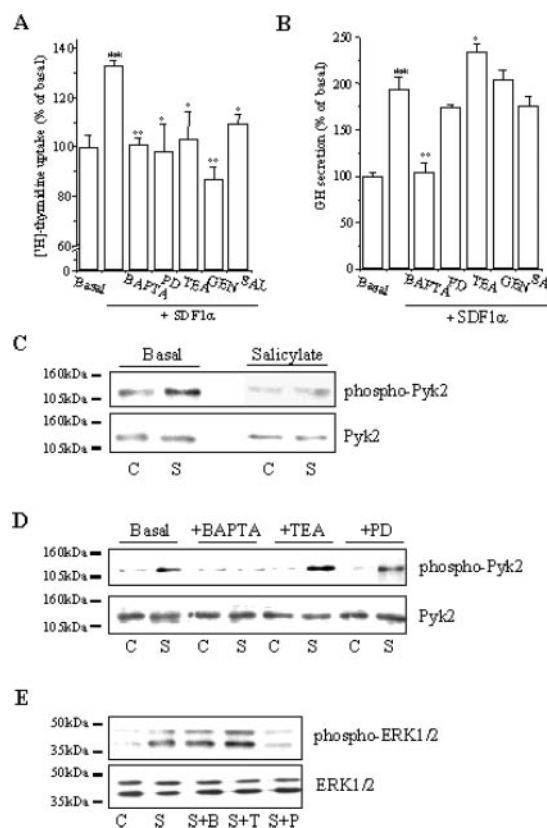 A
[³H]-thymidine uptake (% of basal)
140
120
100
80
60
0
***
**
*
*
**
*
Basal
BAPTA
PD
TEA
GEN
SAL
+ SDF1α
B
GH secretion (% of basal)
250
200
150
100
50
0
***
**
*
Basal
BAPTA
PD
TEA
GEN
SA
+SDF1α
C
Basal
Salicylate
160kDa
105kDa
phospho-Pyk2
160kDa
105kDa
Pyk2
C S C S
D
Basal
+BAPTA
+TEA
+PD
160kDa
105kDa
phospho-Pyk2
160kDa
105kDa
Pyk2
C S C S C S C S
E
50kDa
35kDa
phospho-ERK1/2
50kDa
35kDa
ERK1/2
C S S+B S+T S+P